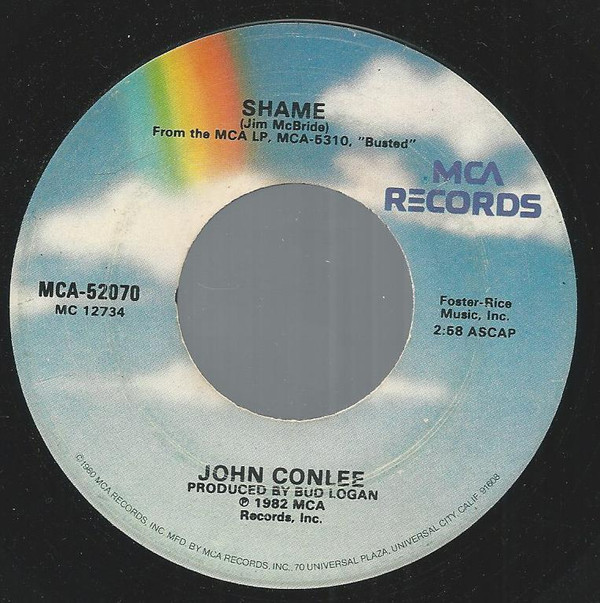 SHAME
(Jim McBride)
From the MCA LP, MCA-5310, "Busted"
MCA
RECORDS
MCA-52070
MC 12734
Foster-Rice
Music, Inc.
2:58 ASCAP
JOHN CONLEE
PRODUCED BY BUD LOGAN
℗ 1982 MCA
Records, Inc.
©1980 MCA RECORDS, INC. MFD. BY MCA RECORDS, INC., 70 UNIVERSAL PLAZA, UNIVERSAL CITY, CALIF. 91608